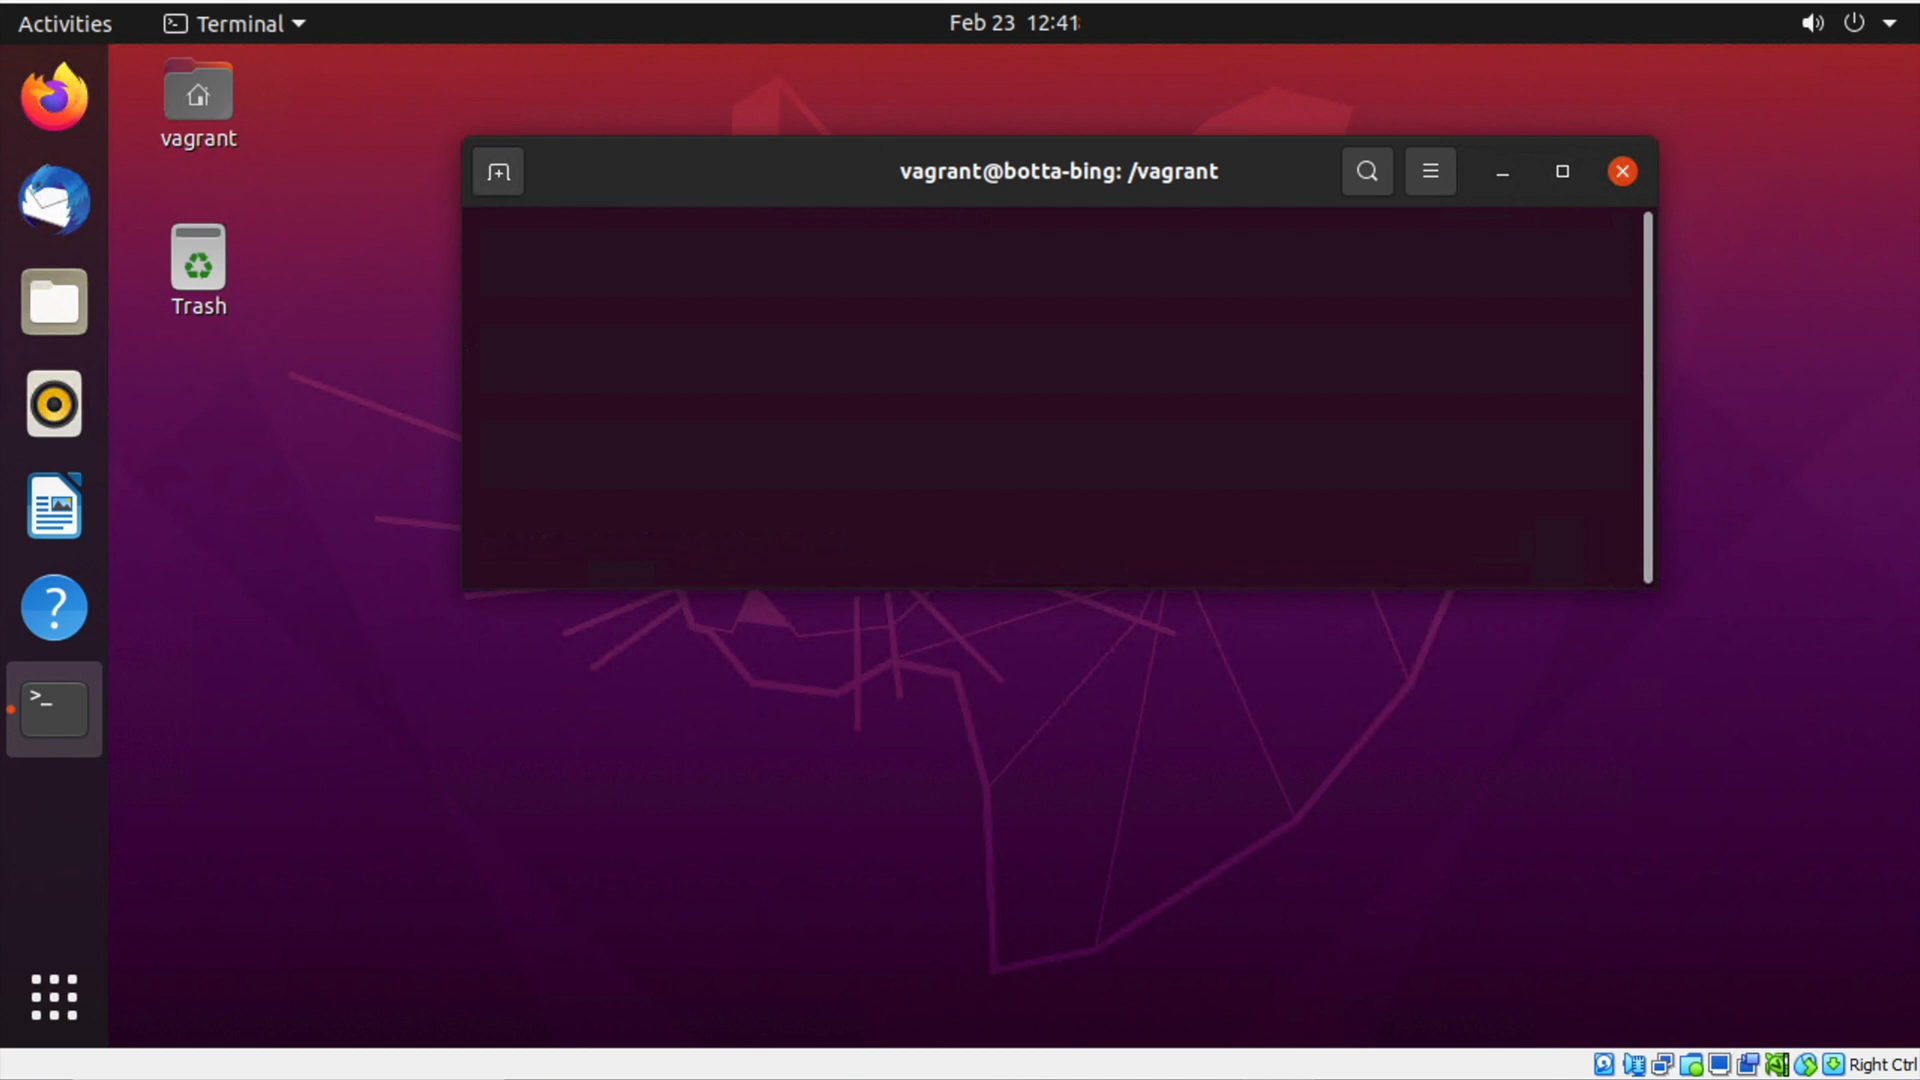 Activities
Terminal
Feb 23 12:41
vagrant
Trash
vagrant@botta-bing: /vagrant
Right Ctrl